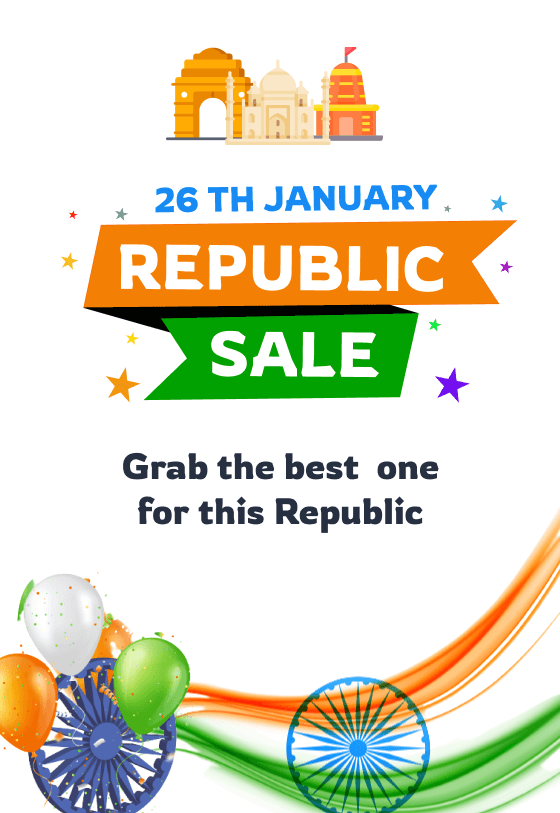 26 TH JANUARY
REPUBLIC
SALE
Grab the best one
for this Republic